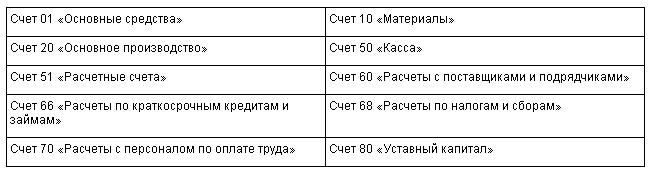 Счет 01 «Основные средства»
Счет 10 «Материалы»
Счет 20 «Основное производство»
Счет 50 «Касса»
Счет 51 «Расчетные счета»
Счет 60 «Расчеты с поставщиками и подрядчиками»
Счет 66 «Расчеты по краткосрочным кредитам и
займам»
Счет 68 «Расчеты по налогам и сборам»
Счет 70 «Расчеты с персоналом по оплате труда»
Счет 80 «Уставный капитал»